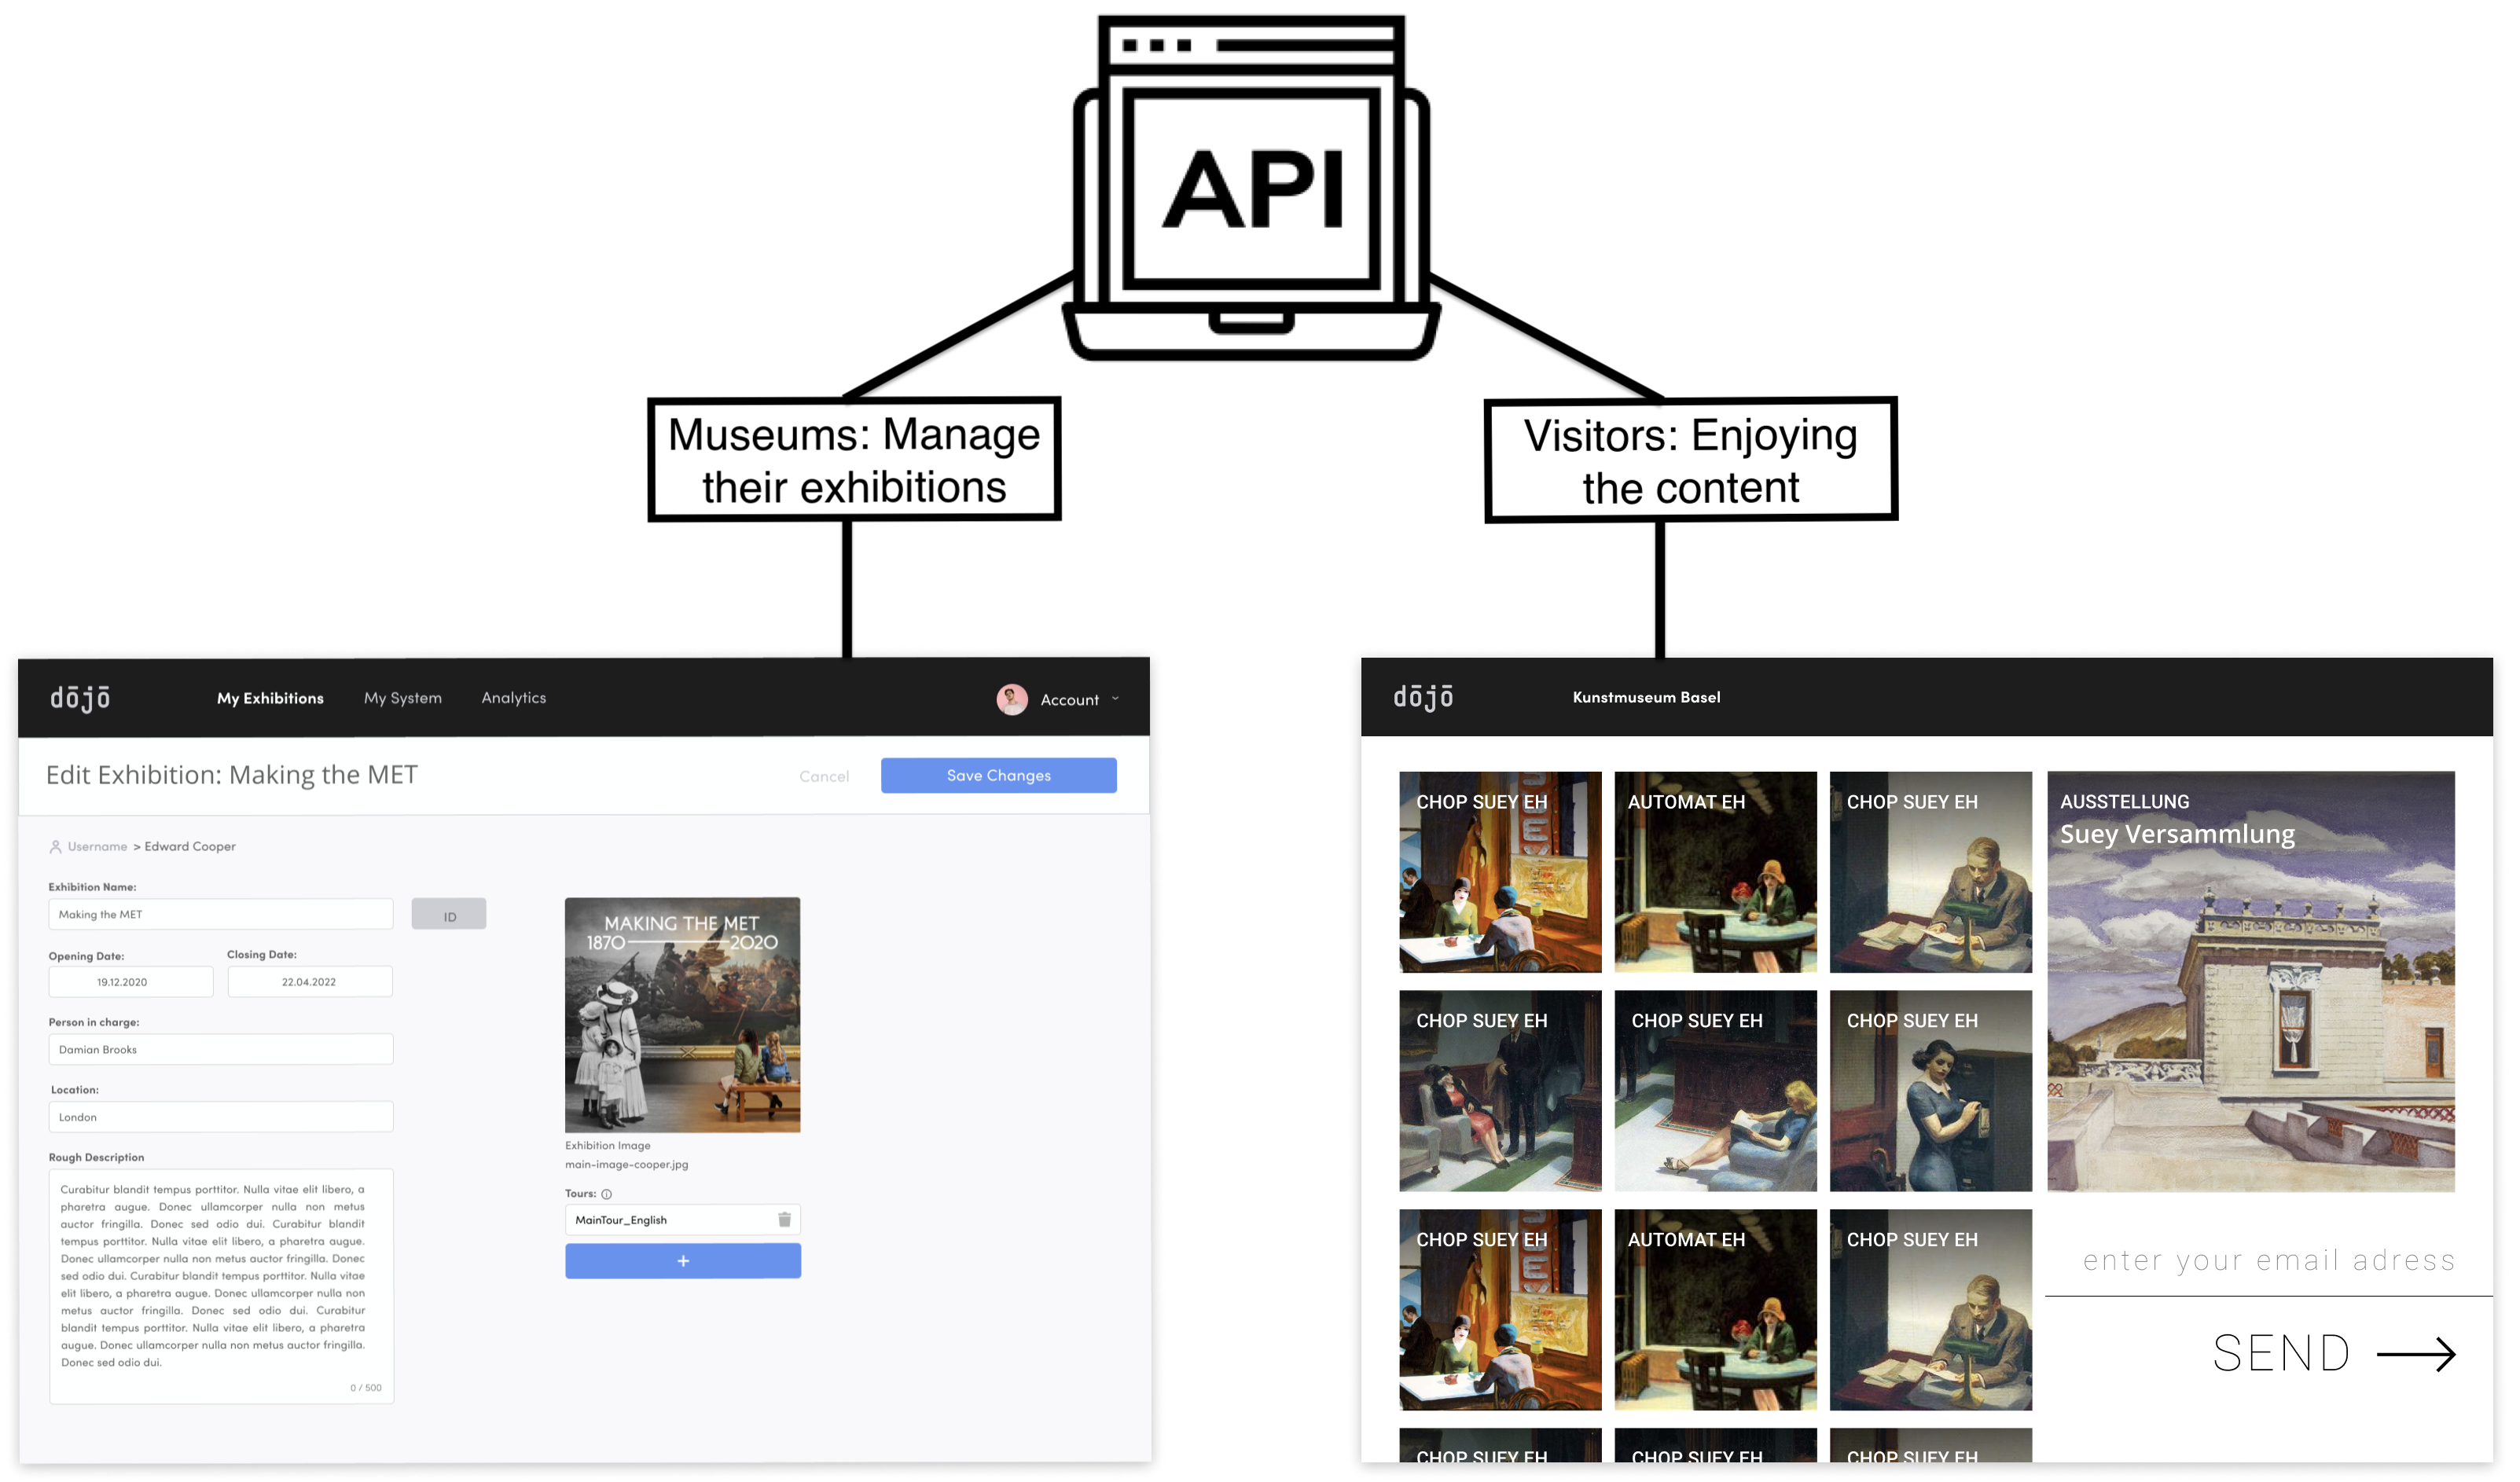 API
Museums: Manage
their exhibitions
Visitors: Enjoying
the content
dōjō
My Exhibitions
My System
Analytics
Account
Edit Exhibition: Making the MET
Cancel
Save Changes
Username > Edward Cooper
Exhibition Name:
Making the MET
ID
Opening Date:
Closing Date:
19.12.2020
22.04.2022
Person in charge:
Damian Brooks
Location:
London
Rough Description
Curabitur blandit tempus porttitor. Nulla vitae elit libero, a
pharetra augue. Donec ullamcorper nulla non metus
auctor fringilla. Donec sed odio dui. Curabitur blandit
tempus porttitor. Nulla vitae elit libero, a pharetra augue.
Donec ullamcorper nulla non metus auctor fringilla. Donec
sed odio dui. Curabitur blandit tempus porttitor. Nulla vitae
elit libero, a pharetra augue. Donec ullamcorper nulla non
metus auctor fringilla. Donec sed odio dui. Curabitur
blandit tempus porttitor. Nulla vitae elit libero, a pharetra
augue. Donec ullamcorper nulla non metus auctor fringilla.
Donec sed odio dui.
0 / 500
MAKING THE MET
1870 2020
Exhibition Image
main-image-cooper.jpg
Tours:
MainTour_English
+
dōjō
Kunstmuseum Basel
CHOP SUEY EH
AUTOMAT EH
CHOP SUEY EH
CHOP SUEY EH
CHOP SUEY EH
CHOP SUEY EH
CHOP SUEY EH
AUTOMAT EH
CHOP SUEY EH
CHOP SUEY EH
CHOP SUEY EH
CHOP SUEY EH
AUSSTELLUNG
Suey Versammlung
enter your email adress
SEND